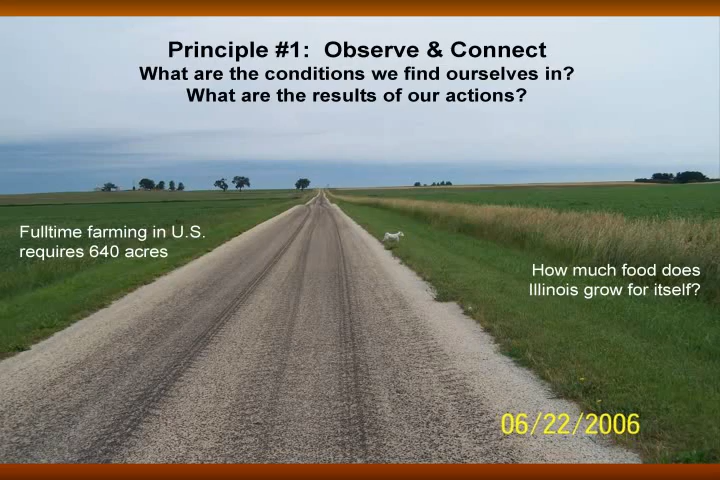 Principle #1:  Observe & Connect
What are the conditions we find ourselves in?
What are the results of our actions?
Fulltime farming in U.S.
requires 640 acres
How much food does
Illinois grow for itself?
06/22/2006